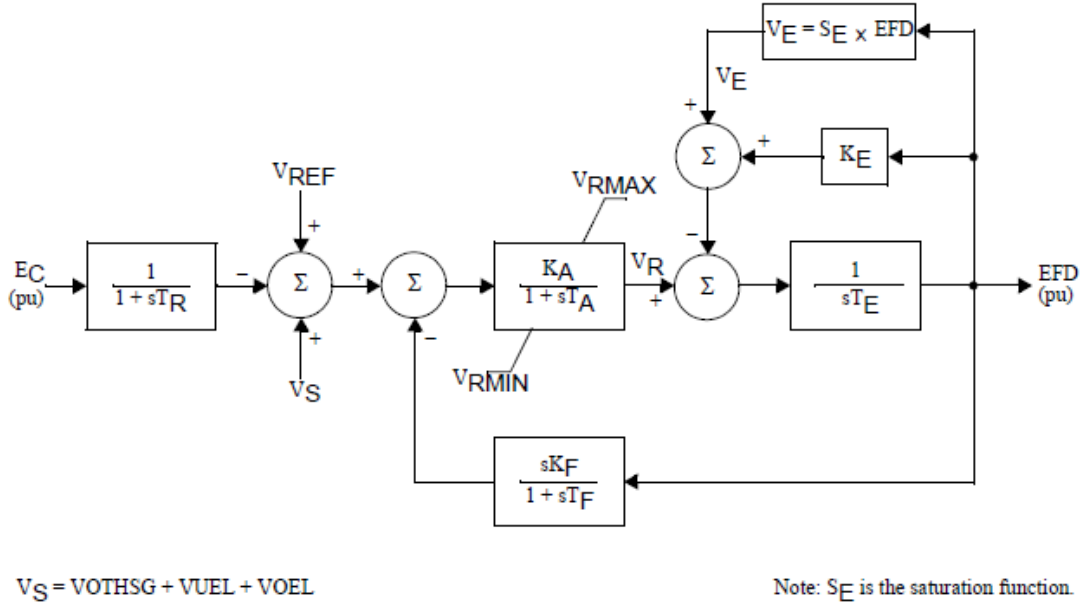 VE = SE × EFD
VE
+
Σ
+
KE
VREF
+
VRMAX
−
EC
(pu)
1
1 + sTR
−
Σ
+
VS
+
Σ
−
KA
1 + sTA
VRMIN
VR
+
Σ
1
sTE
EFD
(pu)
sKF
1 + sTF
VS = VOTHSG + VUEL + VOEL
Note: SE is the saturation function.